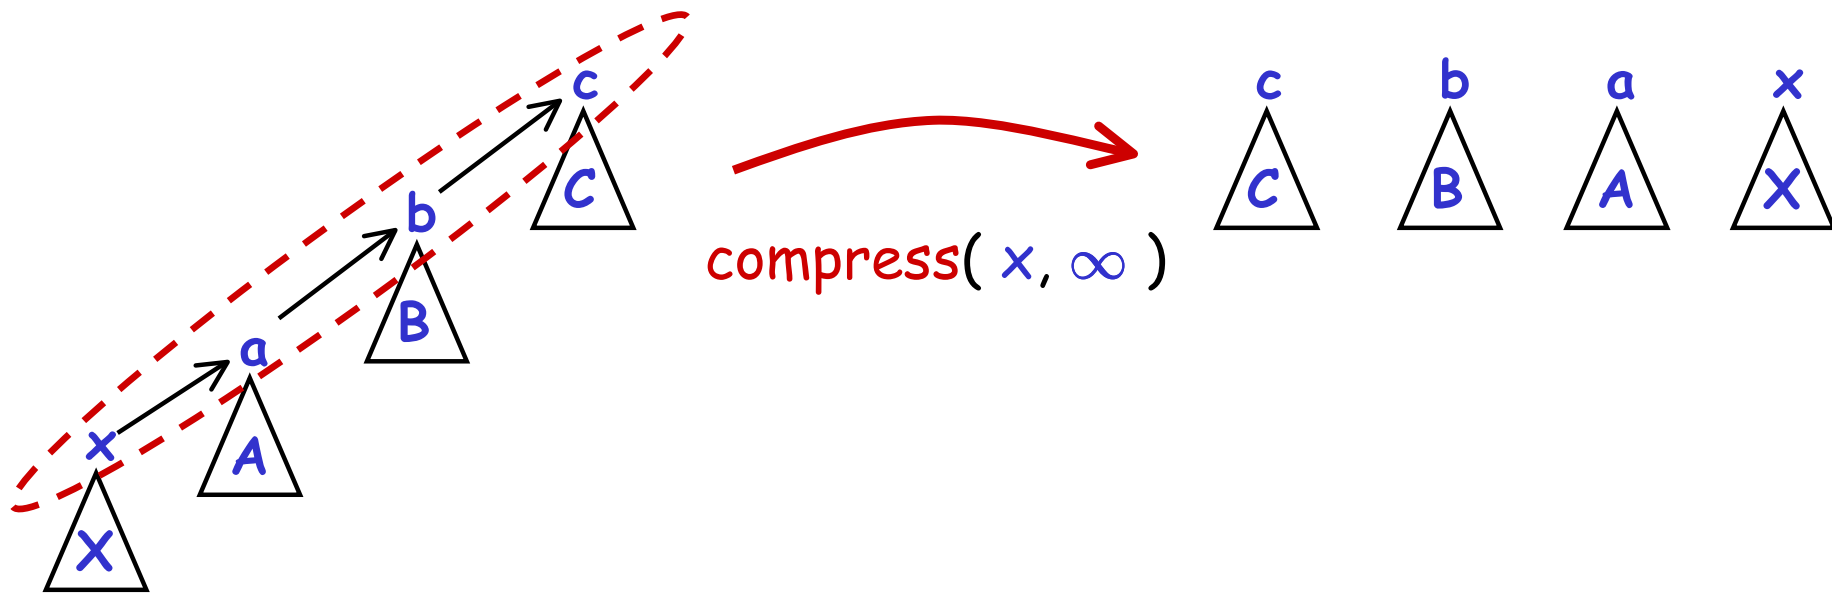 c b a x
C B A X
c
C
b
B
a
A
x
X
compress( x, ∞ )